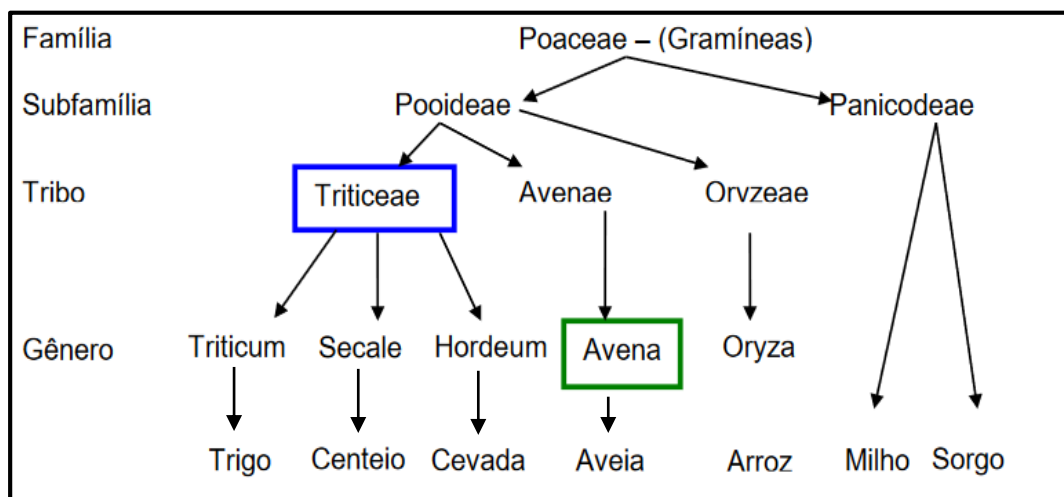 Família Poaceae – (Gramíneas)
Subfamília Pooideae Panicodeae
Tribo Triticeae Avenae Orvzeae
Gênero Triticum Secale Hordeum Avena Oryza
Trigo Centeio Cevada Aveia Arroz Milho Sorgo